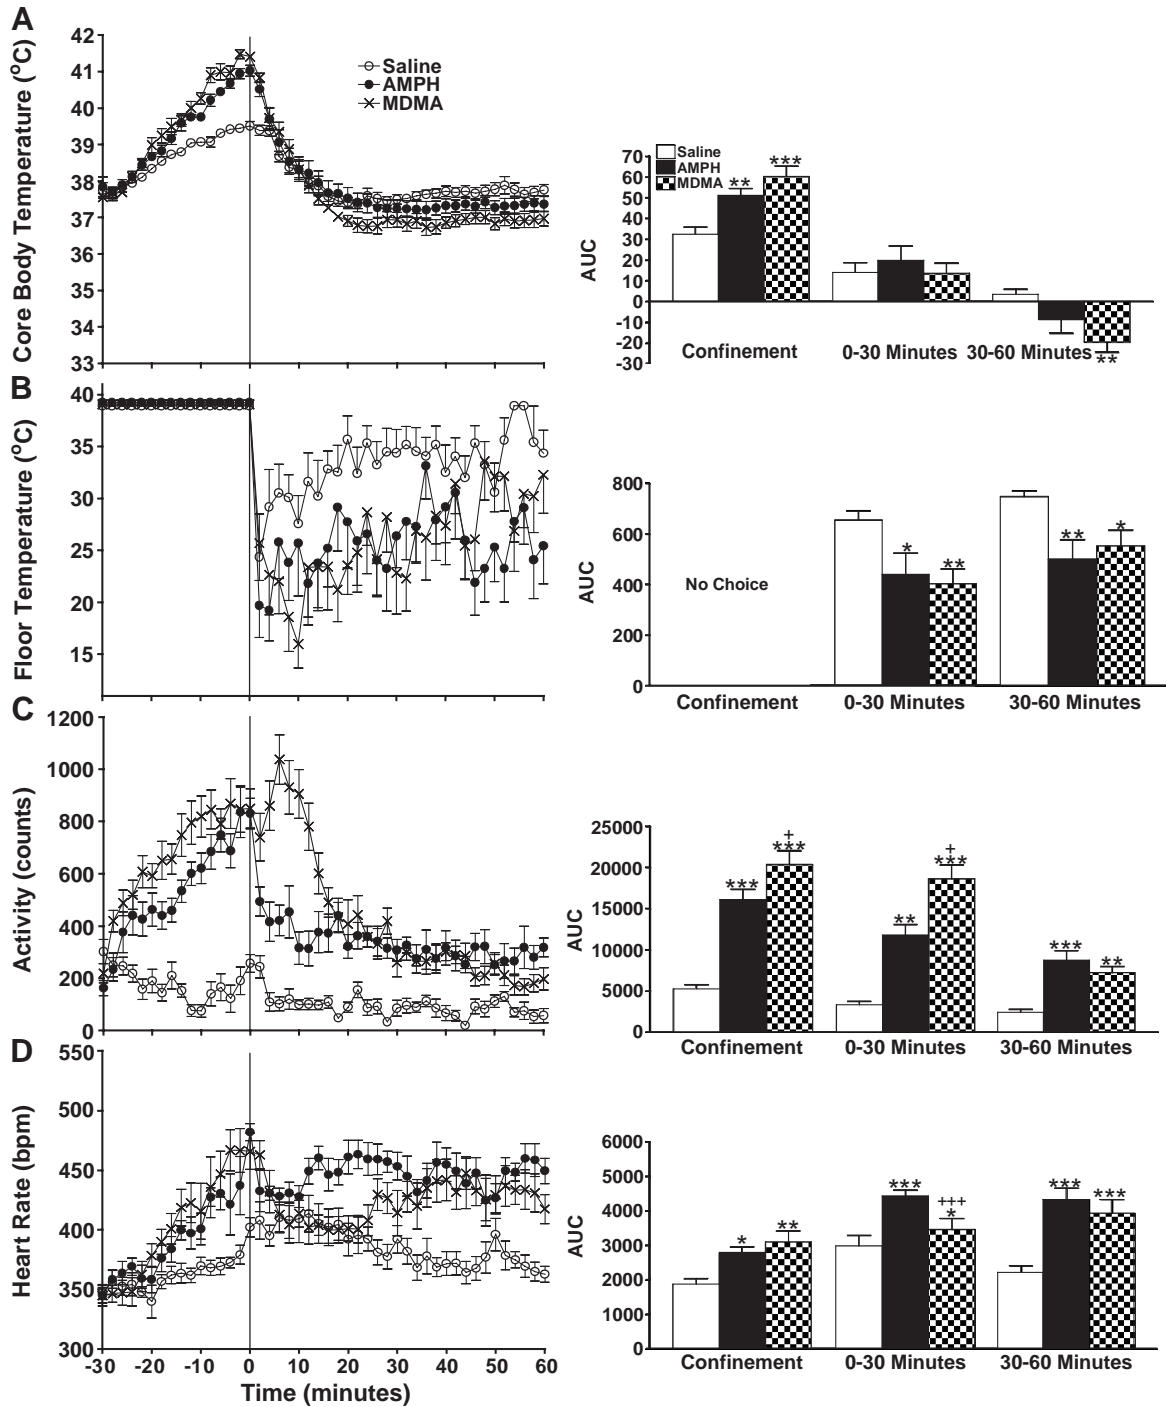 A
Core Body Temperature (°C)
42
41
40
39
38
37
36
35
34
33
Saline
AMPH
MDMA
AUC
70
60
50
40
30
20
10
0
-10
-20
-30
Saline
AMPH
MDMA
** ***
**
Confinement 0-30 Minutes 30-60 Minutes
B
Floor Temperature (°C)
40
35
30
25
20
15
AUC
800
600
400
200
0
No Choice
* **
** *
Confinement 0-30 Minutes 30-60 Minutes
C
Activity (counts)
1200
1000
800
600
400
200
0
AUC
25000
20000
15000
10000
5000
0
+
*** ***
+
** ***
*** **
Confinement 0-30 Minutes 30-60 Minutes
D
Heart Rate (bpm)
550
500
450
400
350
300
-30 -20 -10 0 10 20 30 40 50 60
Time (minutes)
AUC
6000
5000
4000
3000
2000
1000
0
* **
*** +++
*
*** ***
Confinement 0-30 Minutes 30-60 Minutes